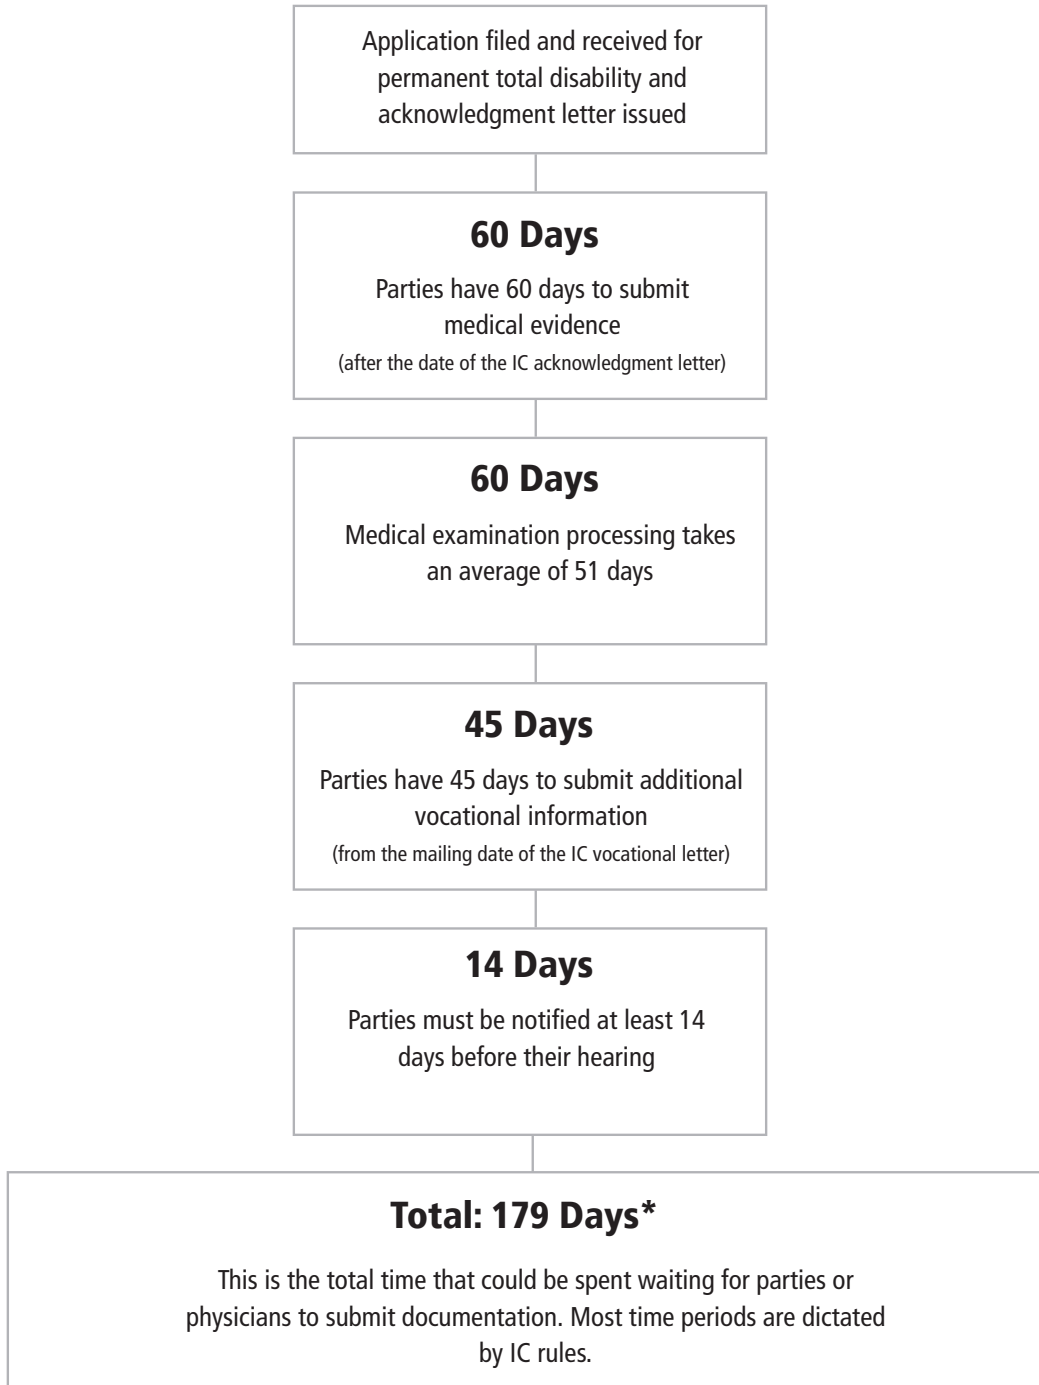 Application filed and received for
permanent total disability and
acknowledgment letter issued
60 Days
Parties have 60 days to submit
medical evidence
(after the date of the IC acknowledgment letter)
60 Days
Medical examination processing takes
an average of 51 days
45 Days
Parties have 45 days to submit additional
vocational information
(from the mailing date of the IC vocational letter)
14 Days
Parties must be notified at least 14
days before their hearing
Total: 179 Days*
This is the total time that could be spent waiting for parties or
physicians to submit documentation. Most time periods are dictated
by IC rules.